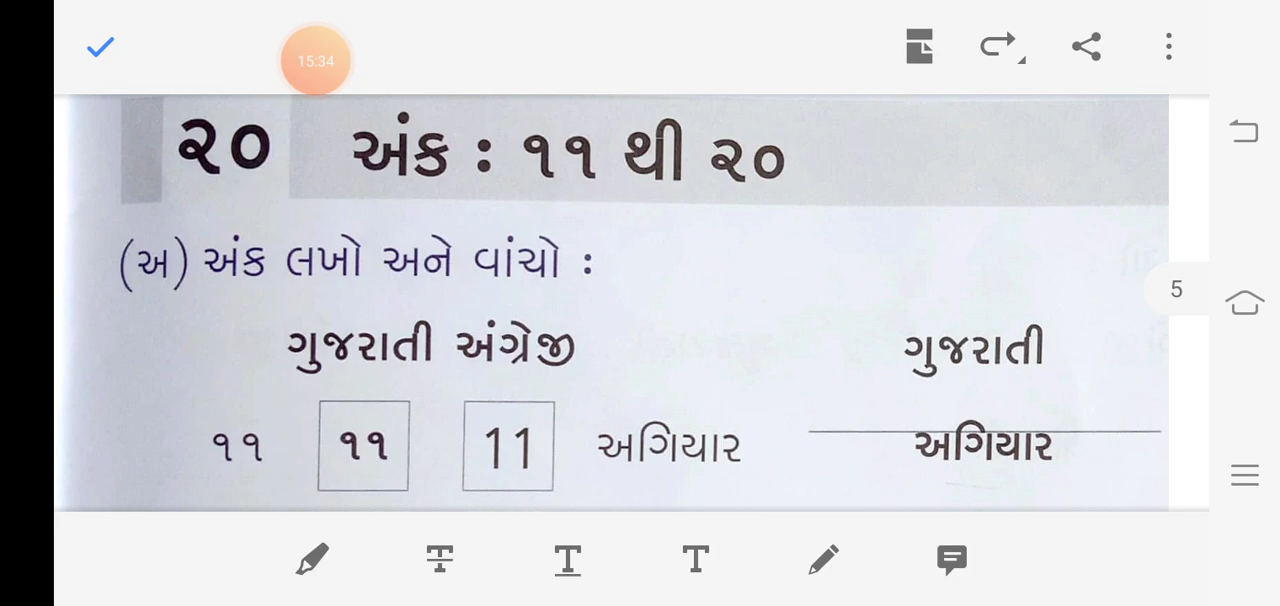 15:34
૨૦ અંક : ૧૧ થી ૨૦
(અ) અંક લખો અને વાંચો :
ગુજરાતી અંગ્રેજી ગુજરાતી
૧૧ ૧૧ 11 અગિયાર અગિયાર
5